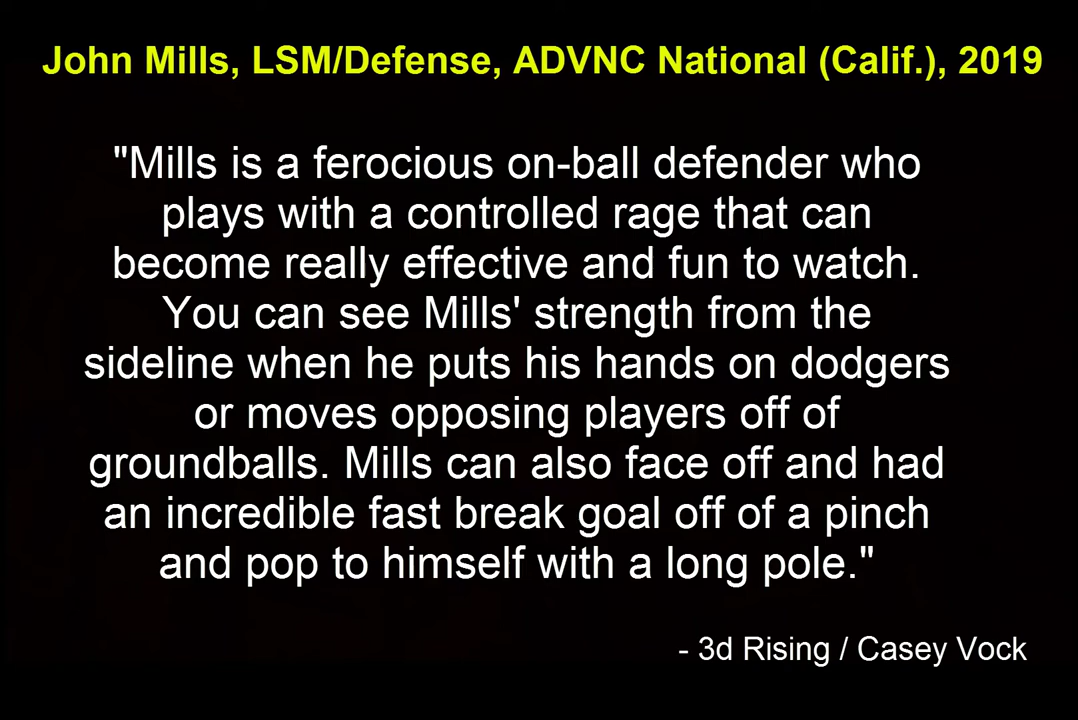 John Mills, LSM/Defense, ADVNC National (Calif.), 2019
"Mills is a ferocious on-ball defender who
plays with a controlled rage that can
become really effective and fun to watch.
You can see Mills' strength from the
sideline when he puts his hands on dodgers
or moves opposing players off of
groundballs. Mills can also face off and had
an incredible fast break goal off of a pinch
and pop to himself with a long pole."
- 3d Rising / Casey Vock